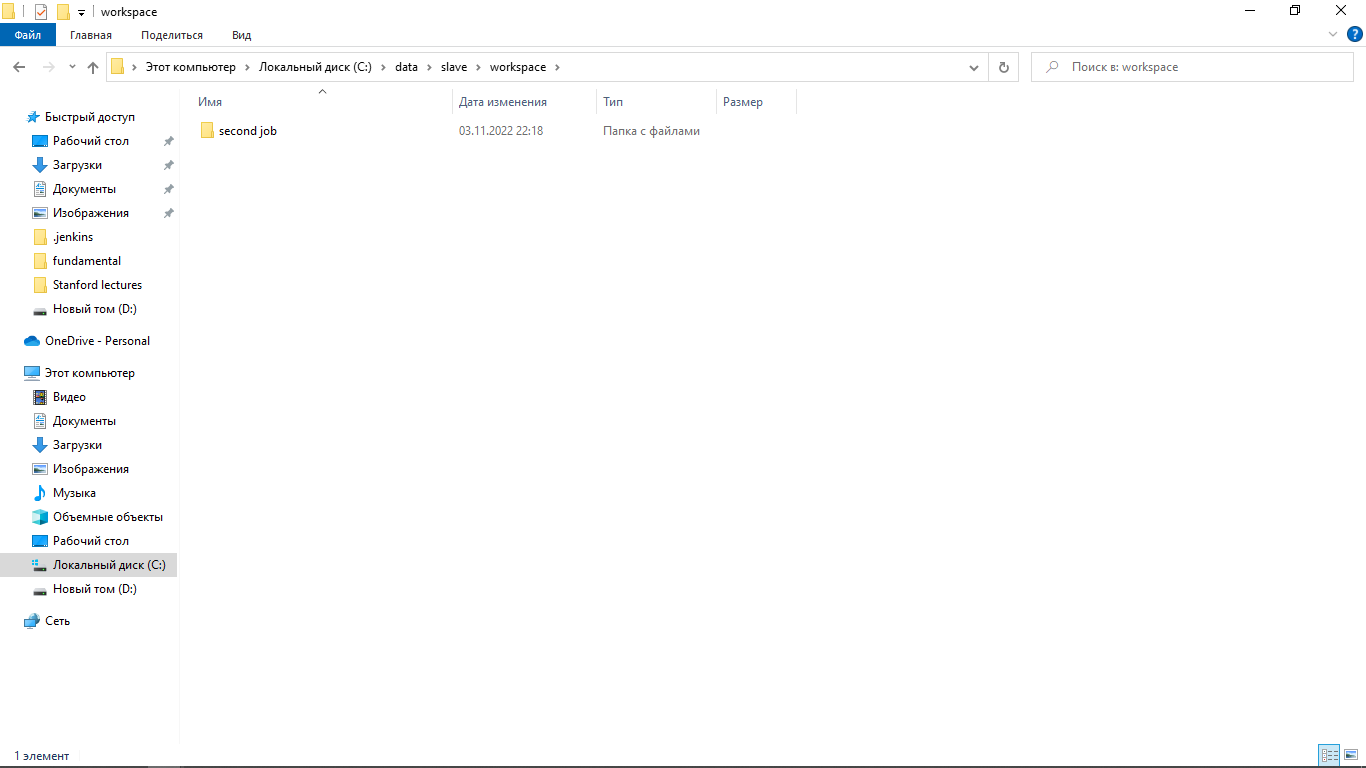 workspace
Файл Главная Поделиться Вид
Этот компьютер Локальный диск (C:) data slave workspace
Поиск в: workspace
Имя Дата изменения Тип Размер
second job 03.11.2022 22:18 Папка с файлами
Быстрый доступ
Рабочий стол
Загрузки
Документы
Изображения
.jenkins
fundamental
Stanford lectures
Новый том (D:)
OneDrive - Personal
Этот компьютер
Видео
Документы
Загрузки
Изображения
Музыка
Объемные объекты
Рабочий стол
Локальный диск (C:)
Новый том (D:)
Сеть
1 элемент